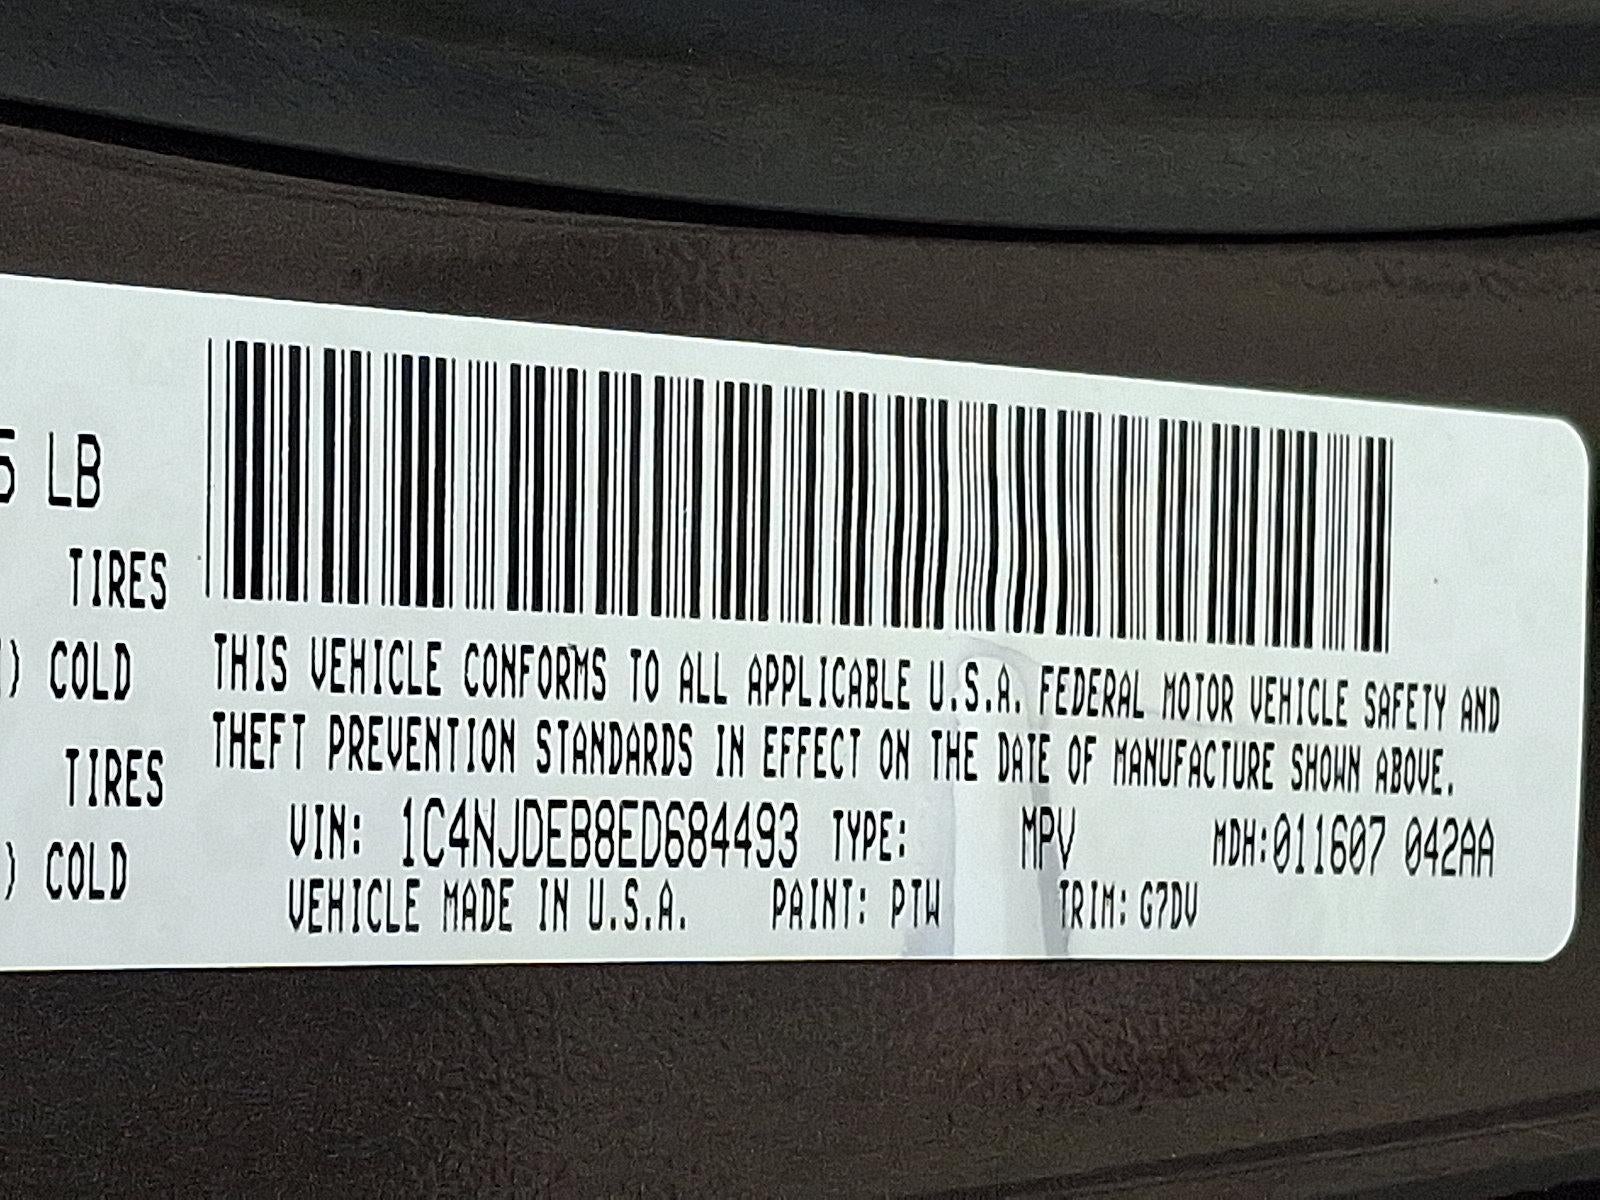 5 LB
TIRES
) COLD
TIRES
) COLD
THIS VEHICLE CONFORMS TO ALL APPLICABLE U.S.A. FEDERAL MOTOR VEHICLE SAFETY AND
THEFT PREVENTION STANDARDS IN EFFECT ON THE DATE OF MANUFACTURE SHOWN ABOVE.
VIN: 1C4NJDEB8ED684493 TYPE: MPV MDH:011607 042AA
VEHICLE MADE IN U.S.A. PAINT: PTW TRIM: G7DV